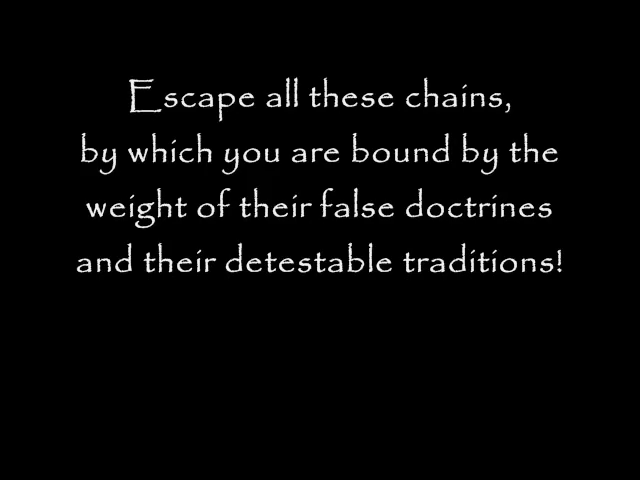 Escape all these chains,
by which you are bound by the
weight of their false doctrines
and their detestable traditions!